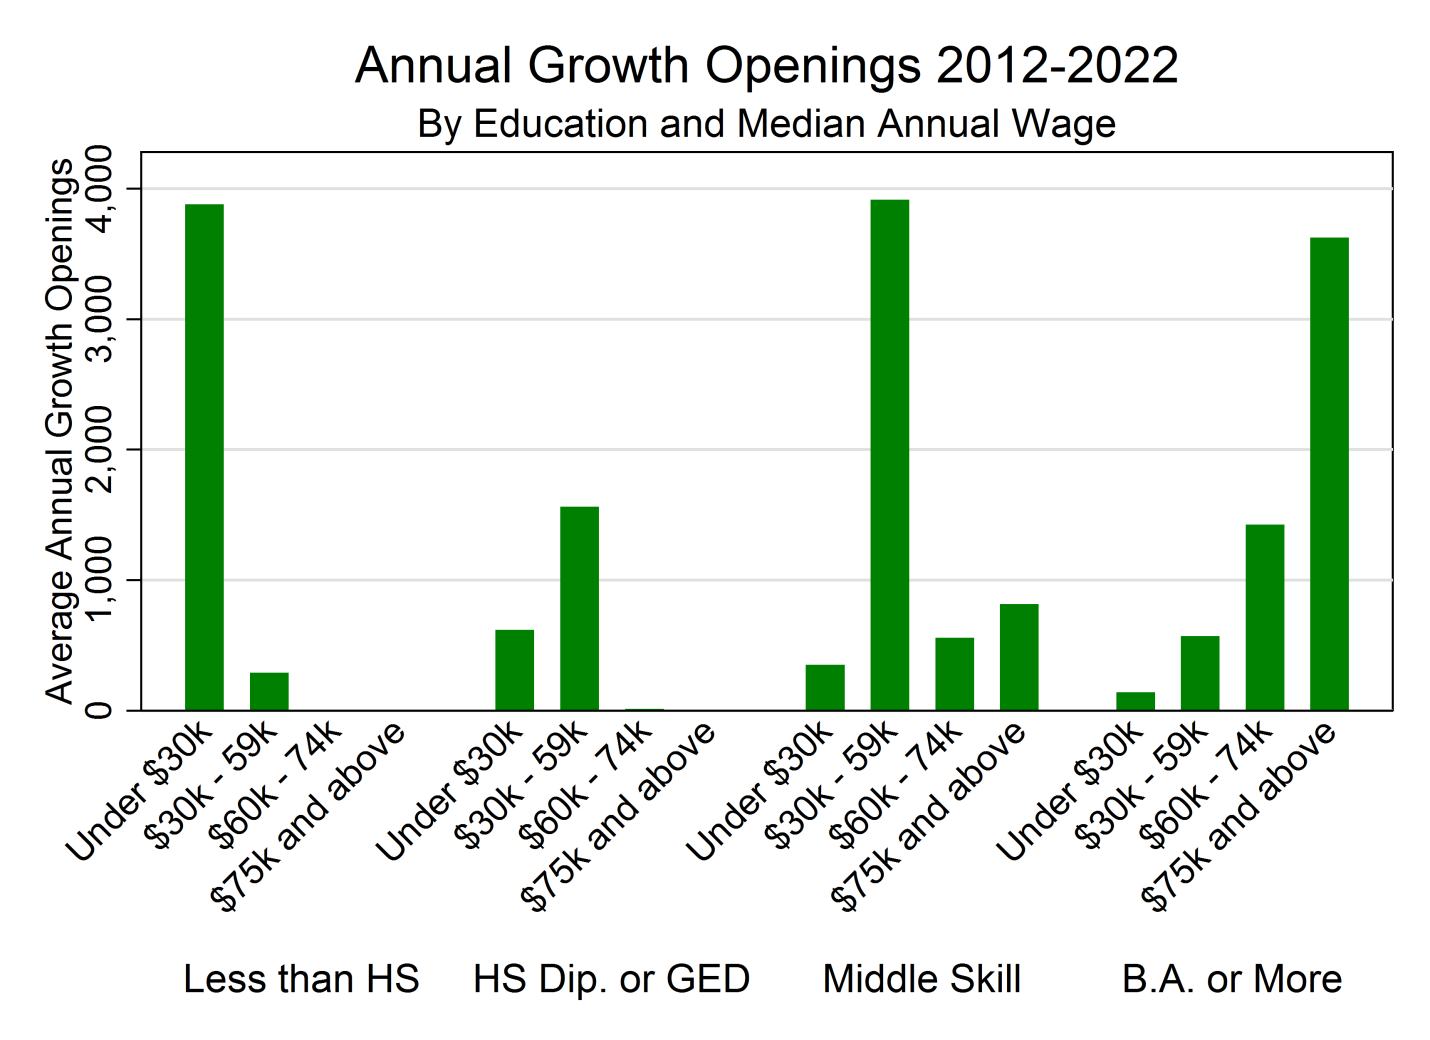 Annual Growth Openings 2012-2022
By Education and Median Annual Wage
Average Annual Growth Openings
4,000
3,000
2,000
1,000
0
Under $30k
$30k - 59k
$60k - 74k
$75k and above
Under $30k
$30k - 59k
$60k - 74k
$75k and above
Under $30k
$30k - 59k
$60k - 74k
$75k and above
Under $30k
$30k - 59k
$60k - 74k
$75k and above
Less than HS
HS Dip. or GED
Middle Skill
B.A. or More